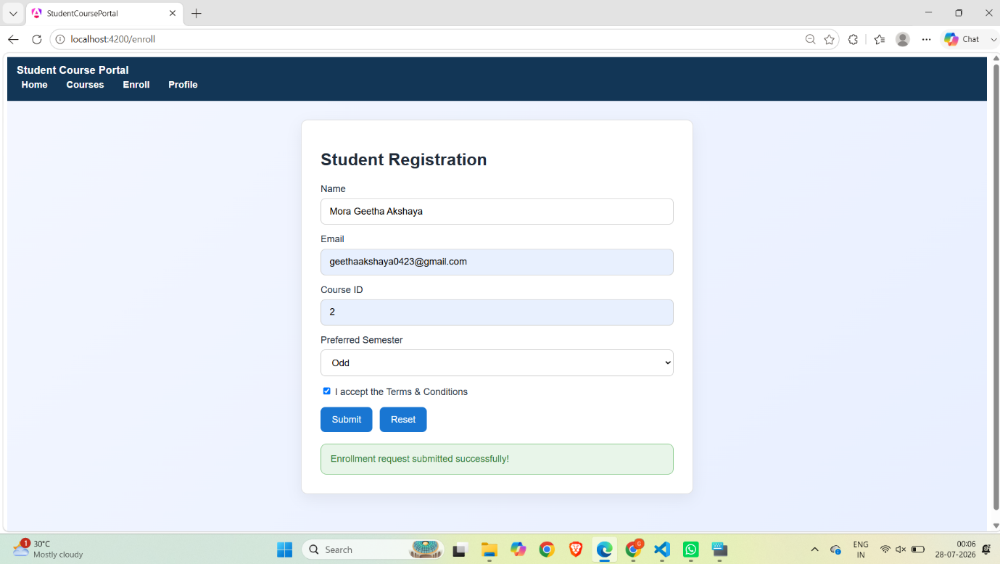 StudentCoursePortal
localhost:4200/enroll
Chat
Student Course Portal
Home Courses Enroll Profile
Student Registration
Name
Mora Geetha Akshaya
Email
geethaakshaya0423@gmail.com
Course ID
2
Preferred Semester
Odd
I accept the Terms & Conditions
Submit Reset
Enrollment request submitted successfully!
1
30°C
Mostly cloudy
Search
G
ENG
IN
00:06
28-07-2026